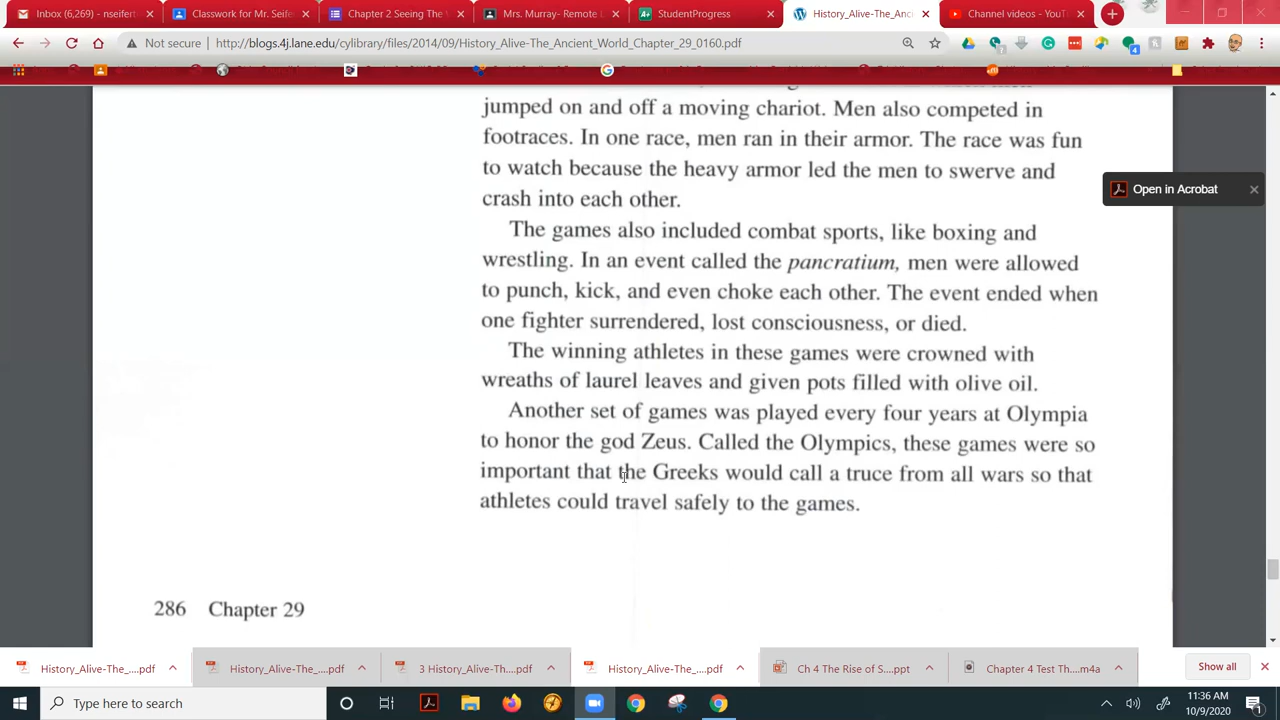 Inbox (6,269) - nseifert
Classwork for Mr. Seife
Chapter 2 Seeing The
Mrs. Murray- Remote L
StudentProgress
History_Alive-The_Anci
Channel videos - YouT
Not secure
http://blogs.4j.lane.edu/cylibrary/files/2014/09/History_Alive-The_Ancient_World_Chapter_29_0160.pdf
jumped on and off a moving chariot. Men also competed in
footraces. In one race, men ran in their armor. The race was fun
to watch because the heavy armor led the men to swerve and
crash into each other.
Open in Acrobat
The games also included combat sports, like boxing and
wrestling. In an event called the pancratium, men were allowed
to punch, kick, and even choke each other. The event ended when
one fighter surrendered, lost consciousness, or died.
The winning athletes in these games were crowned with
wreaths of laurel leaves and given pots filled with olive oil.
Another set of games was played every four years at Olympia
to honor the god Zeus. Called the Olympics, these games were so
important that the Greeks would call a truce from all wars so that
athletes could travel safely to the games.
286 Chapter 29
History_Alive-The_....pdf
History_Alive-The_....pdf
3 History_Alive-Th....pdf
History_Alive-The_....pdf
Ch 4 The Rise of S....ppt
Chapter 4 Test Th....m4a
Show all
Type here to search
11:36 AM
10/9/2020